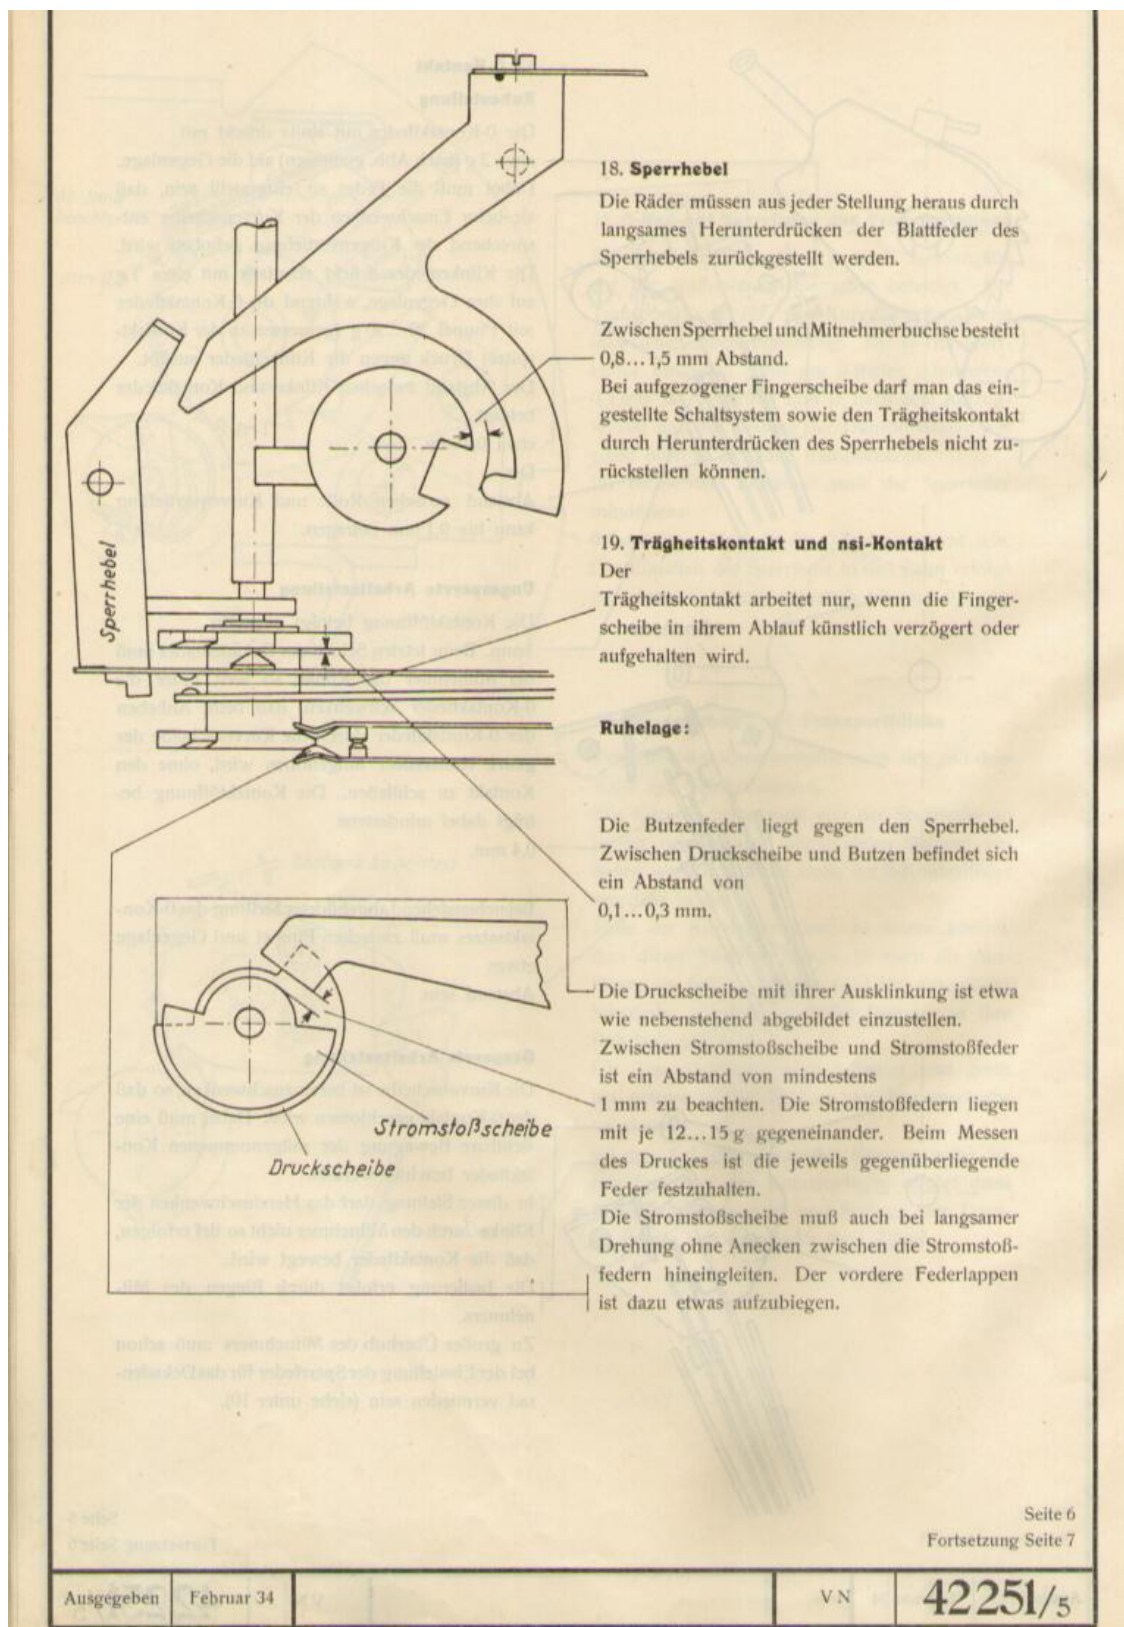 18. Sperrhebel
Die Räder müssen aus jeder Stellung heraus durch
langsames Herunterdrücken der Blattfeder des
Sperrhebels zurückgestellt werden.
Zwischen Sperrhebel und Mitnehmerbuchse besteht
0,8...1,5 mm Abstand.
Bei aufgezogener Fingerscheibe darf man das ein-
gestellte Schaltsystem sowie den Trägheitskontakt
durch Herunterdrücken des Sperrhebels nicht zu-
rückstellen können.
Sperrhebel
19. Trägheitskontakt und nsi-Kontakt
Der
Trägheitskontakt arbeitet nur, wenn die Finger-
scheibe in ihrem Ablauf künstlich verzögert oder
aufgehalten wird.
Ruhelage:
Die Butzenfeder liegt gegen den Sperrhebel.
Zwischen Druckscheibe und Butzen befindet sich
ein Abstand von
0,1...0,3 mm.
Die Druckscheibe mit ihrer Ausklinkung ist etwa
wie nebenstehend abgebildet einzustellen.
Zwischen Stromstoßscheibe und Stromstoßfeder
ist ein Abstand von mindestens
1 mm zu beachten. Die Stromstoßfedern liegen
mit je 12...15 g gegeneinander. Beim Messen
des Druckes ist die jeweils gegenüberliegende
Feder festzuhalten.
Die Stromstoßscheibe muß auch bei langsamer
Drehung ohne Anecken zwischen die Stromstoß-
federn hineingleiten. Der vordere Federlappen
ist dazu etwas aufzubiegen.
Stromstoßscheibe
Druckscheibe
Seite 6
Fortsetzung Seite 7
Ausgegeben Februar 34 VN 42251/5